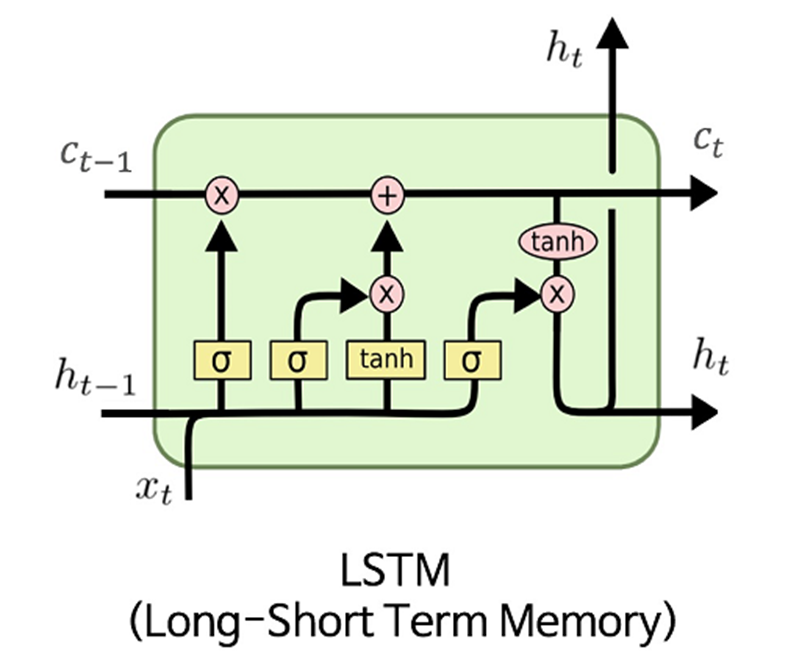 h_t
c_{t-1}
c_t
x
+
tanh
x
x
σ
σ
tanh
σ
h_{t-1}
h_t
x_t
LSTM
(Long-Short Term Memory)